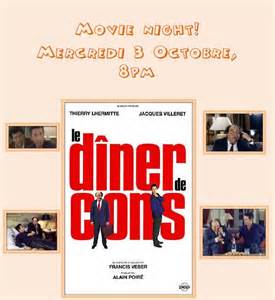 Movie night!
Mercredi 3 Octobre,
8pm
THIERRY LHERMITTE JACQUES VILLERET
le
dîner
de
cons
FRANCIS VEBER
ALAIN POIRÉ